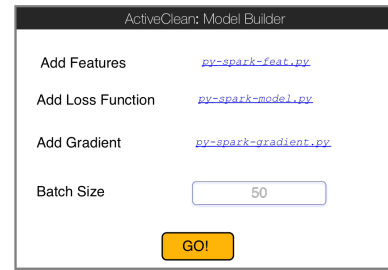 ActiveClean: Model Builder
Add Features py-spark-feat.py
Add Loss Function py-spark-model.py
Add Gradient py-spark-gradient.py
Batch Size 50
GO!